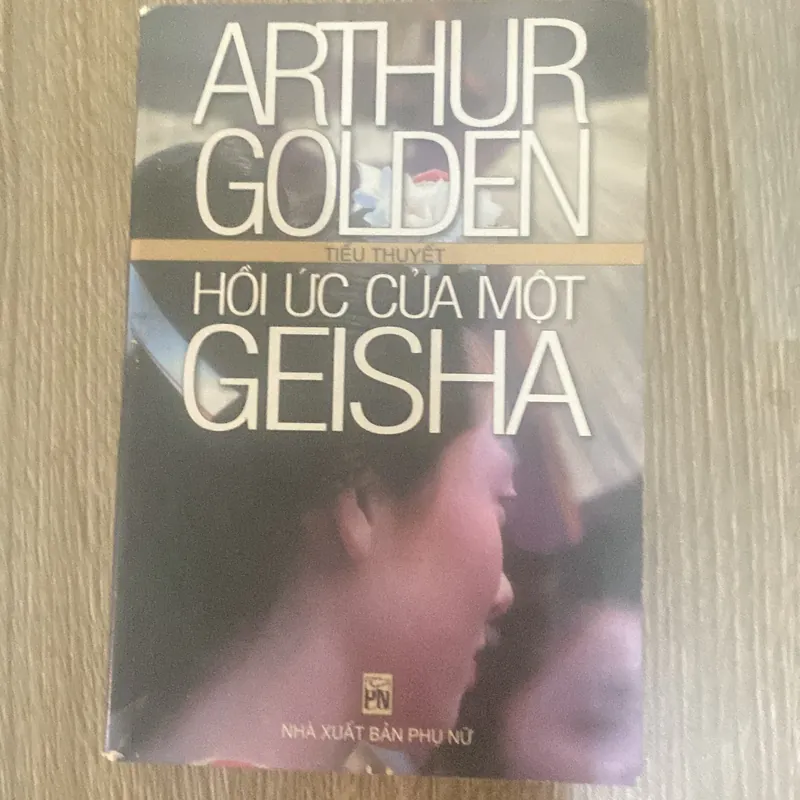 ARTHUR
GOLDEN
TIỂU THUYẾT
HỒI ỨC CỦA MỘT
GEISHA
PN
NHÀ XUẤT BẢN PHỤ NỮ